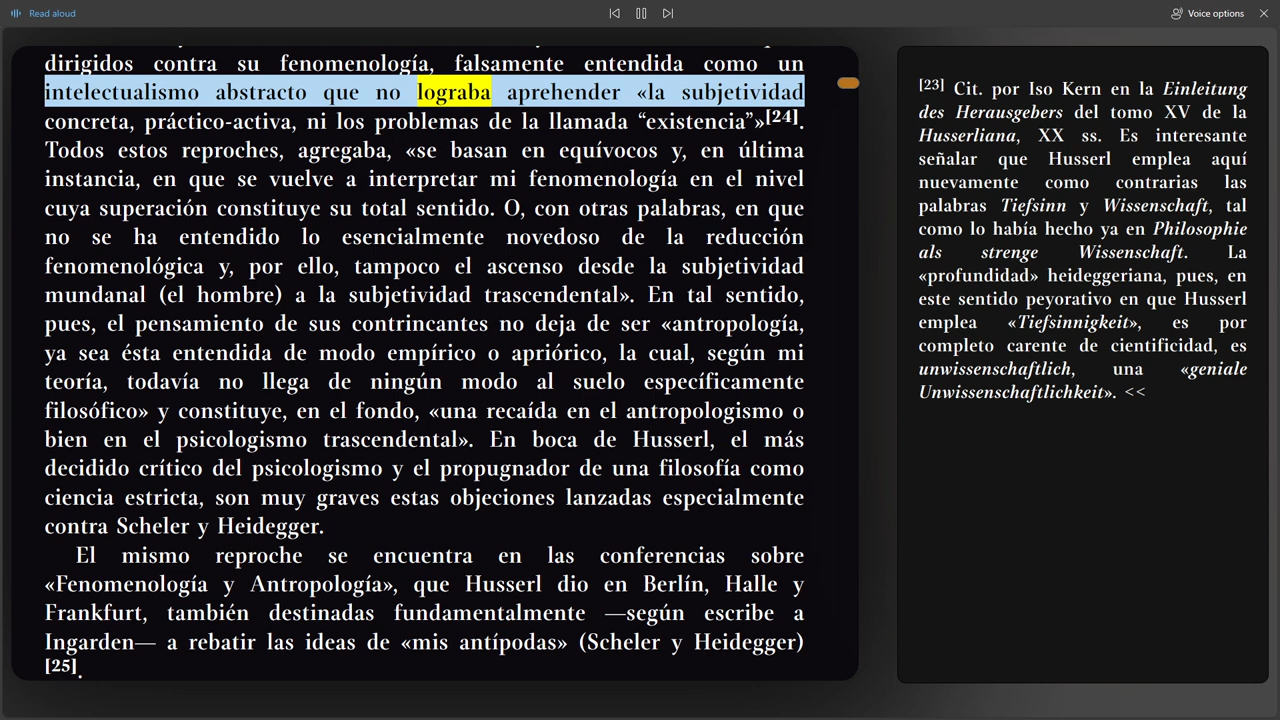 Read aloud
Voice options
dirigidos contra su fenomenología, falsamente entendida como un
intelectualismo abstracto que no lograba aprehender «la subjetividad
concreta, práctico-activa, ni los problemas de la llamada “existencia”»[24].
Todos estos reproches, agregaba, «se basan en equívocos y, en última
instancia, en que se vuelve a interpretar mi fenomenología en el nivel
cuya superación constituye su total sentido. O, con otras palabras, en que
no se ha entendido lo esencialmente novedoso de la reducción
fenomenológica y, por ello, tampoco el ascenso desde la subjetividad
mundanal (el hombre) a la subjetividad trascendental». En tal sentido,
pues, el pensamiento de sus contrincantes no deja de ser «antropología,
ya sea ésta entendida de modo empírico o apriórico, la cual, según mi
teoría, todavía no llega de ningún modo al suelo específicamente
filosófico» y constituye, en el fondo, «una recaída en el antropologismo o
bien en el psicologismo trascendental». En boca de Husserl, el más
decidido crítico del psicologismo y el propugnador de una filosofía como
ciencia estricta, son muy graves estas objeciones lanzadas especialmente
contra Scheler y Heidegger.
El mismo reproche se encuentra en las conferencias sobre
«Fenomenología y Antropología», que Husserl dio en Berlín, Halle y
Frankfurt, también destinadas fundamentalmente —según escribe a
Ingarden— a rebatir las ideas de «mis antípodas» (Scheler y Heidegger)
[25].
[23] Cit. por Iso Kern en la Einleitung
des Herausgebers del tomo XV de la
Husserliana, XX ss. Es interesante
señalar que Husserl emplea aquí
nuevamente como contrarias las
palabras Tiefsinn y Wissenschaft, tal
como lo había hecho ya en Philosophie
als strenge Wissenschaft. La
«profundidad» heideggeriana, pues, en
este sentido peyorativo en que Husserl
emplea «Tiefsinnigkeit», es por
completo carente de cientificidad, es
unwissenschaftlich, una «geniale
Unwissenschaftlichkeit». <<